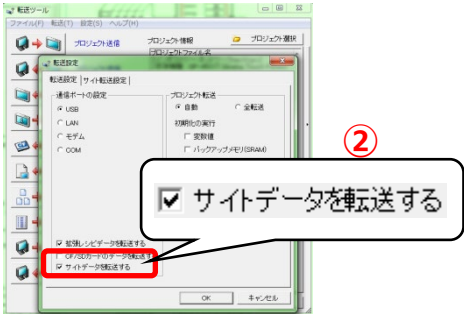 転送ツール
ファイル(F) 転送(T) 設定(S) ヘルプ(H)
プロジェクト送信
プロジェクト情報
プロジェクト選択
プロジェクトファイル名
転送設定
転送設定 サイト転送設定
通信ポートの設定
USB
LAN
モデム
COM
プロジェクト転送
自動 全転送
初期化の実行
変数値
バックアップメモリ(SRAM)
②
サイトデータを転送する
拡張レシピデータを転送する
CF/SDカードのデータを転送す
サイトデータを転送する
OK キャンセル